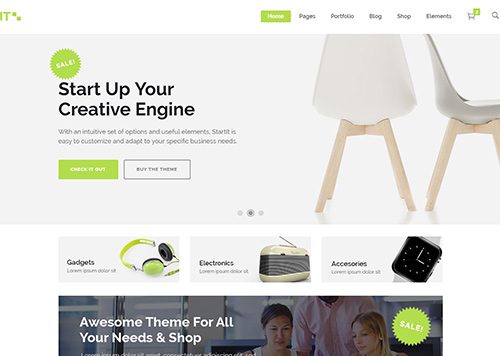 IT
Home Pages Portfolio Blog Shop Elements
SALE!
Start Up Your
Creative Engine
With an intuitive set of options and useful elements, StartIt is
easy to customize and adapt to your specific business needs.
CHECK IT OUT BUY THE THEME
Gadgets
Lorem ipsum dolor sit
Electronics
Lorem ipsum dolor sit
Accesories
Lorem ipsum dolor sit
SALE!
Awesome Theme For All
Your Needs & Shop